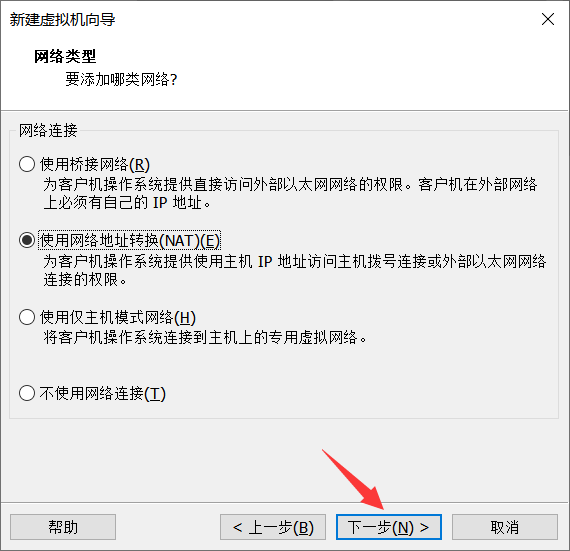 新建虚拟机向导
网络类型
要添加哪类网络?
网络连接
使用桥接网络(R)
为客户机操作系统提供直接访问外部以太网网络的权限。客户机在外部网络
上必须有自己的 IP 地址。
使用网络地址转换(NAT)(E)
为客户机操作系统提供使用主机 IP 地址访问主机拨号连接或外部以太网网络
连接的权限。
使用仅主机模式网络(H)
将客户机操作系统连接到主机上的专用虚拟网络。
不使用网络连接(T)
帮助
< 上一步(B)
下一步(N) >
取消